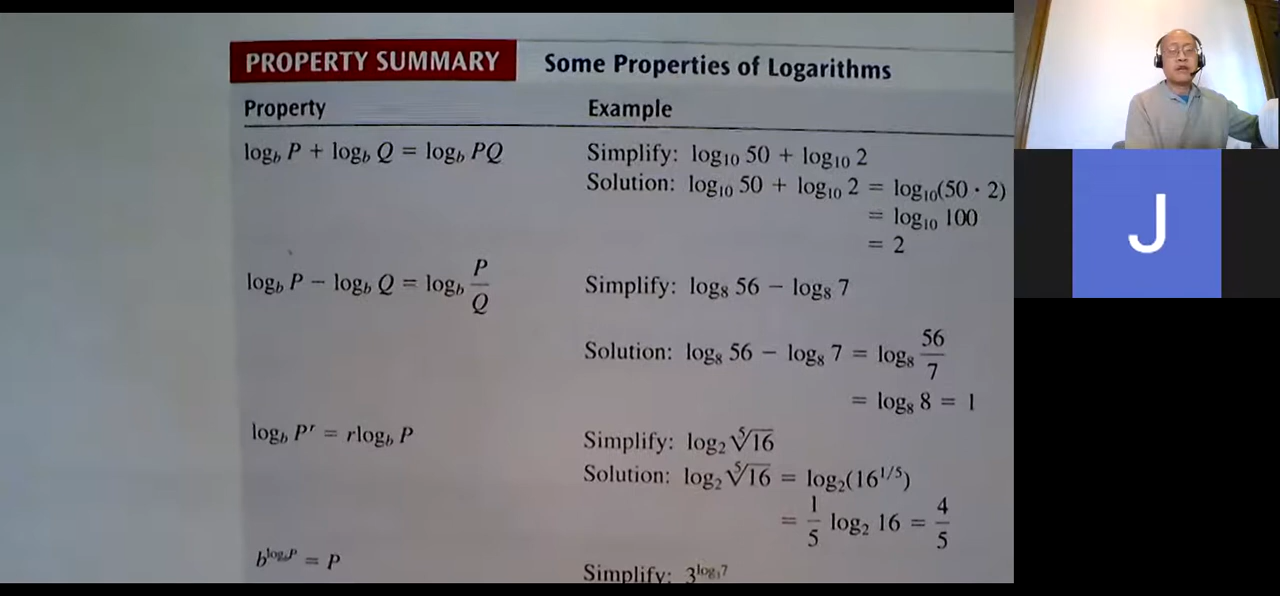 PROPERTY SUMMARY Some Properties of Logarithms
Property Example
log_b P + log_b Q = log_b PQ Simplify: log₁₀ 50 + log₁₀ 2
Solution: log₁₀ 50 + log₁₀ 2 = log₁₀(50 · 2)
= log₁₀ 100
= 2
log_b P − log_b Q = log_b P/Q Simplify: log₈ 56 − log₈ 7
Solution: log₈ 56 − log₈ 7 = log₈ 56/7
= log₈ 8 = 1
log_b P^r = rlog_b P Simplify: log₂ ⁵√16
Solution: log₂ ⁵√16 = log₂(16^1/5)
= 1/5 log₂ 16 = 4/5
b^log_b P = P
Simplify: 3^log₃7
J